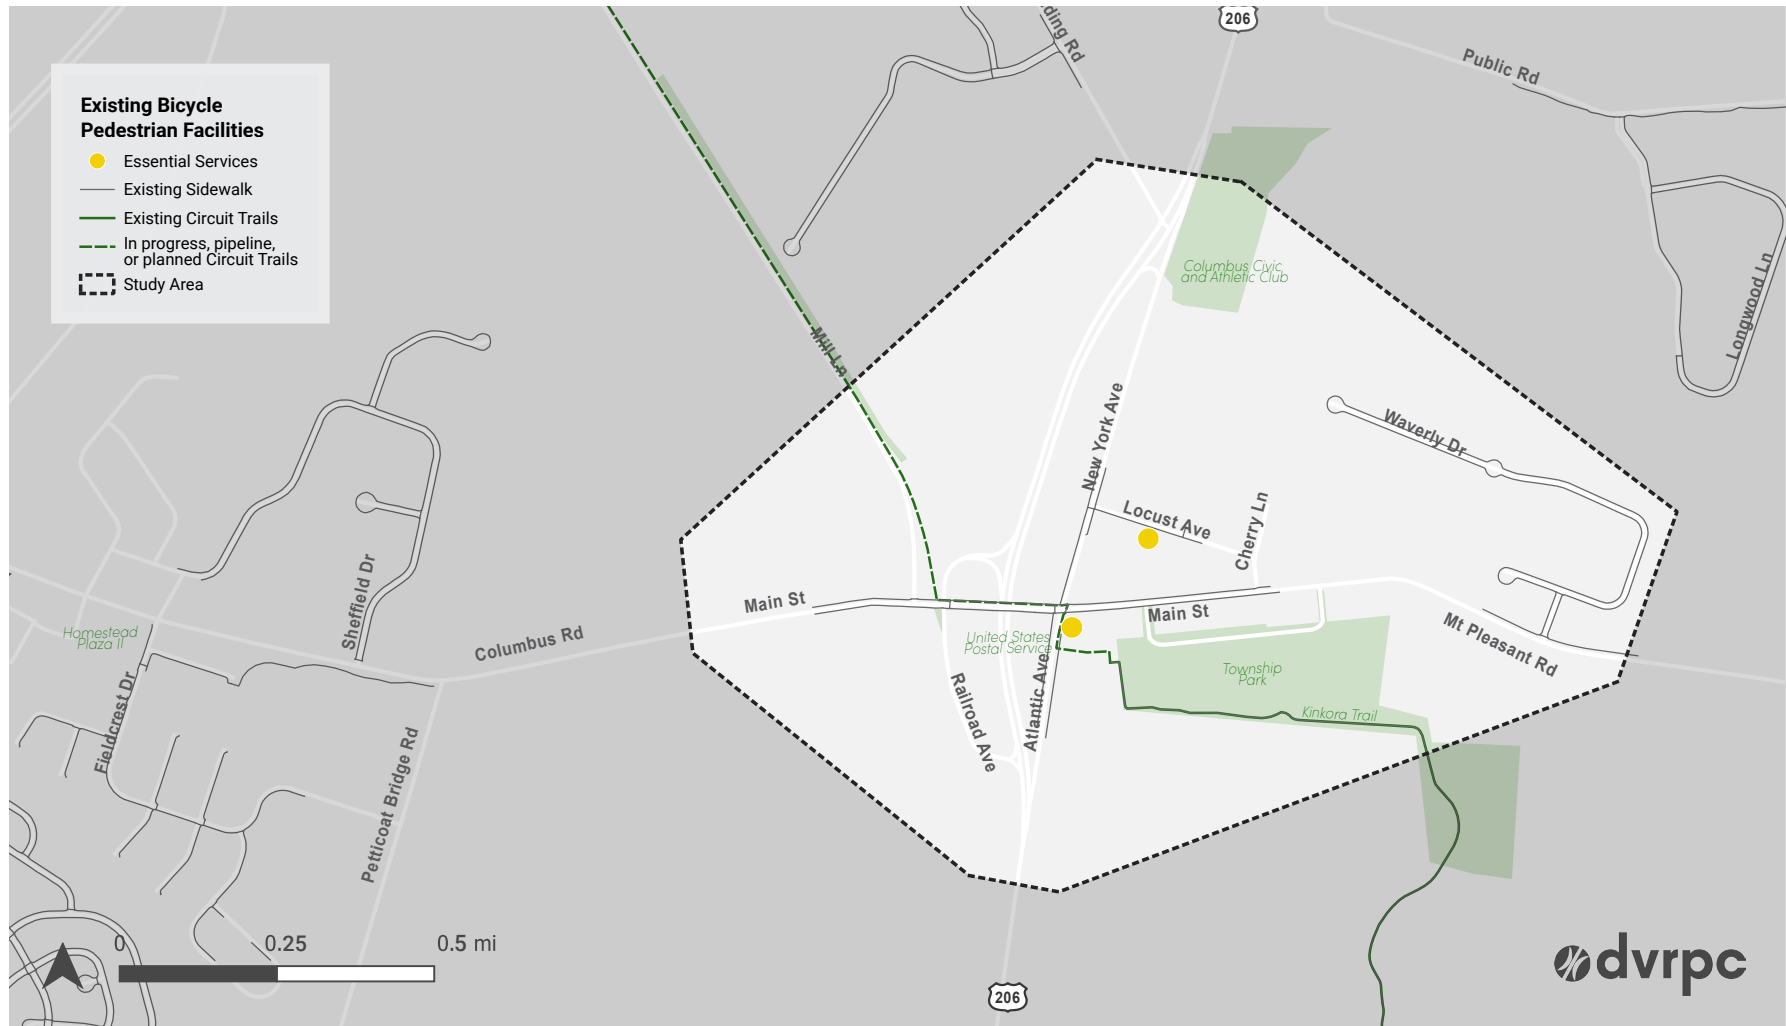 ding Rd
206
Public Rd
Existing Bicycle
Pedestrian Facilities
Essential Services
Existing Sidewalk
Existing Circuit Trails
In progress, pipeline,
or planned Circuit Trails
Study Area
Columbus Civic
and Athletic Club
Longwood Ln
Mill Ln
New York Ave
Waverly Dr
Locust Ave
Cherry Ln
Sheffield Dr
Main St
Main St
Homestead
Plaza II
Columbus Rd
United States
Postal Service
Mt Pleasant Rd
Township
Park
Fieldcrest Dr
Railroad Ave
Atlantic Ave
Kinkora Trail
Petticoat Bridge Rd
0 0.25 0.5 mi
dvrpc
206